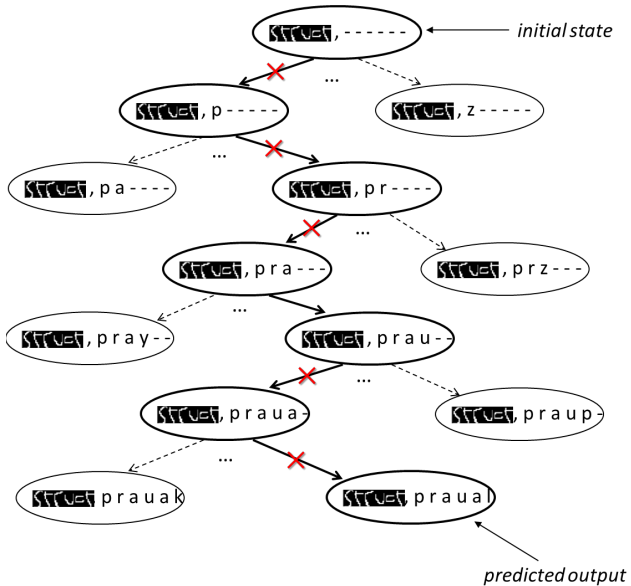 struct, - - - - - -
initial state
...
struct, p - - - - -
struct, z - - - - -
...
struct, p a - - - -
struct, p r - - - -
...
struct, p r a - - -
struct, p r z - - -
...
struct, p r a y - -
struct, p r a u - -
...
struct, p r a u a -
struct, p r a u p -
...
struct p r a u a k
struct, p r a u a l
predicted output